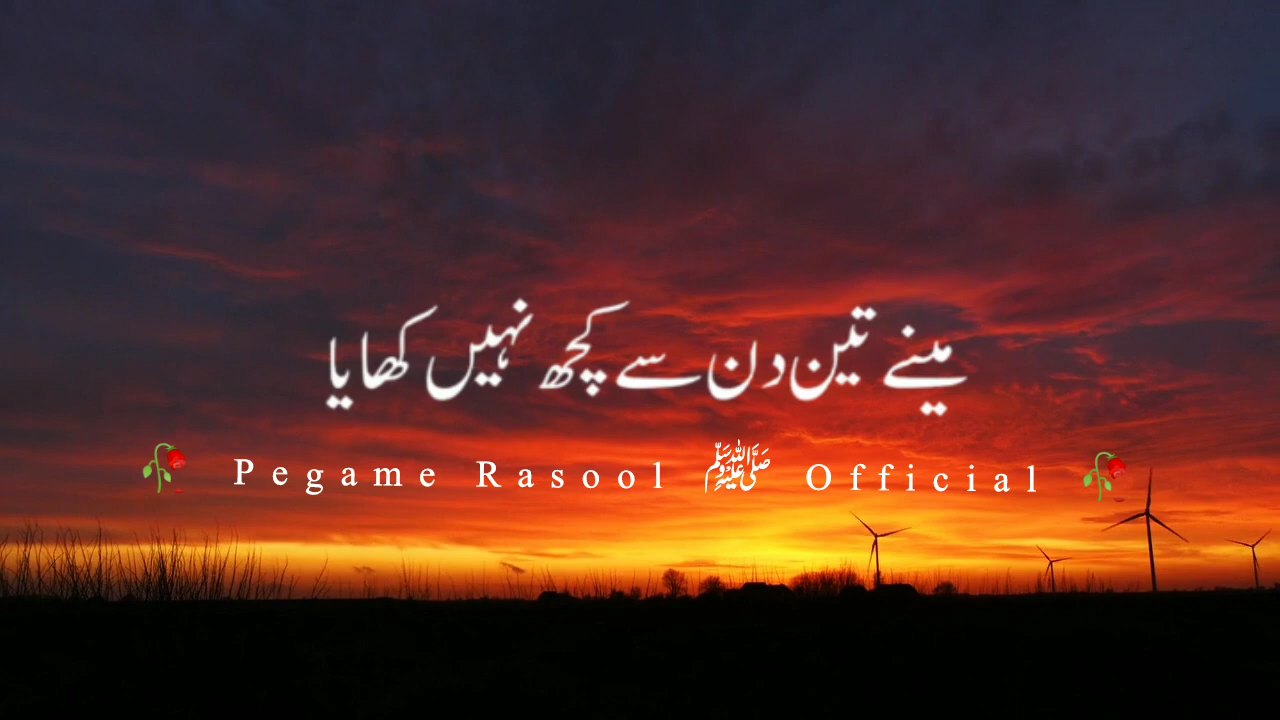 مینے تین دن سے کچھ نہیں کھایا
🥀 Pegame Rasool ﷺ Official 🥀